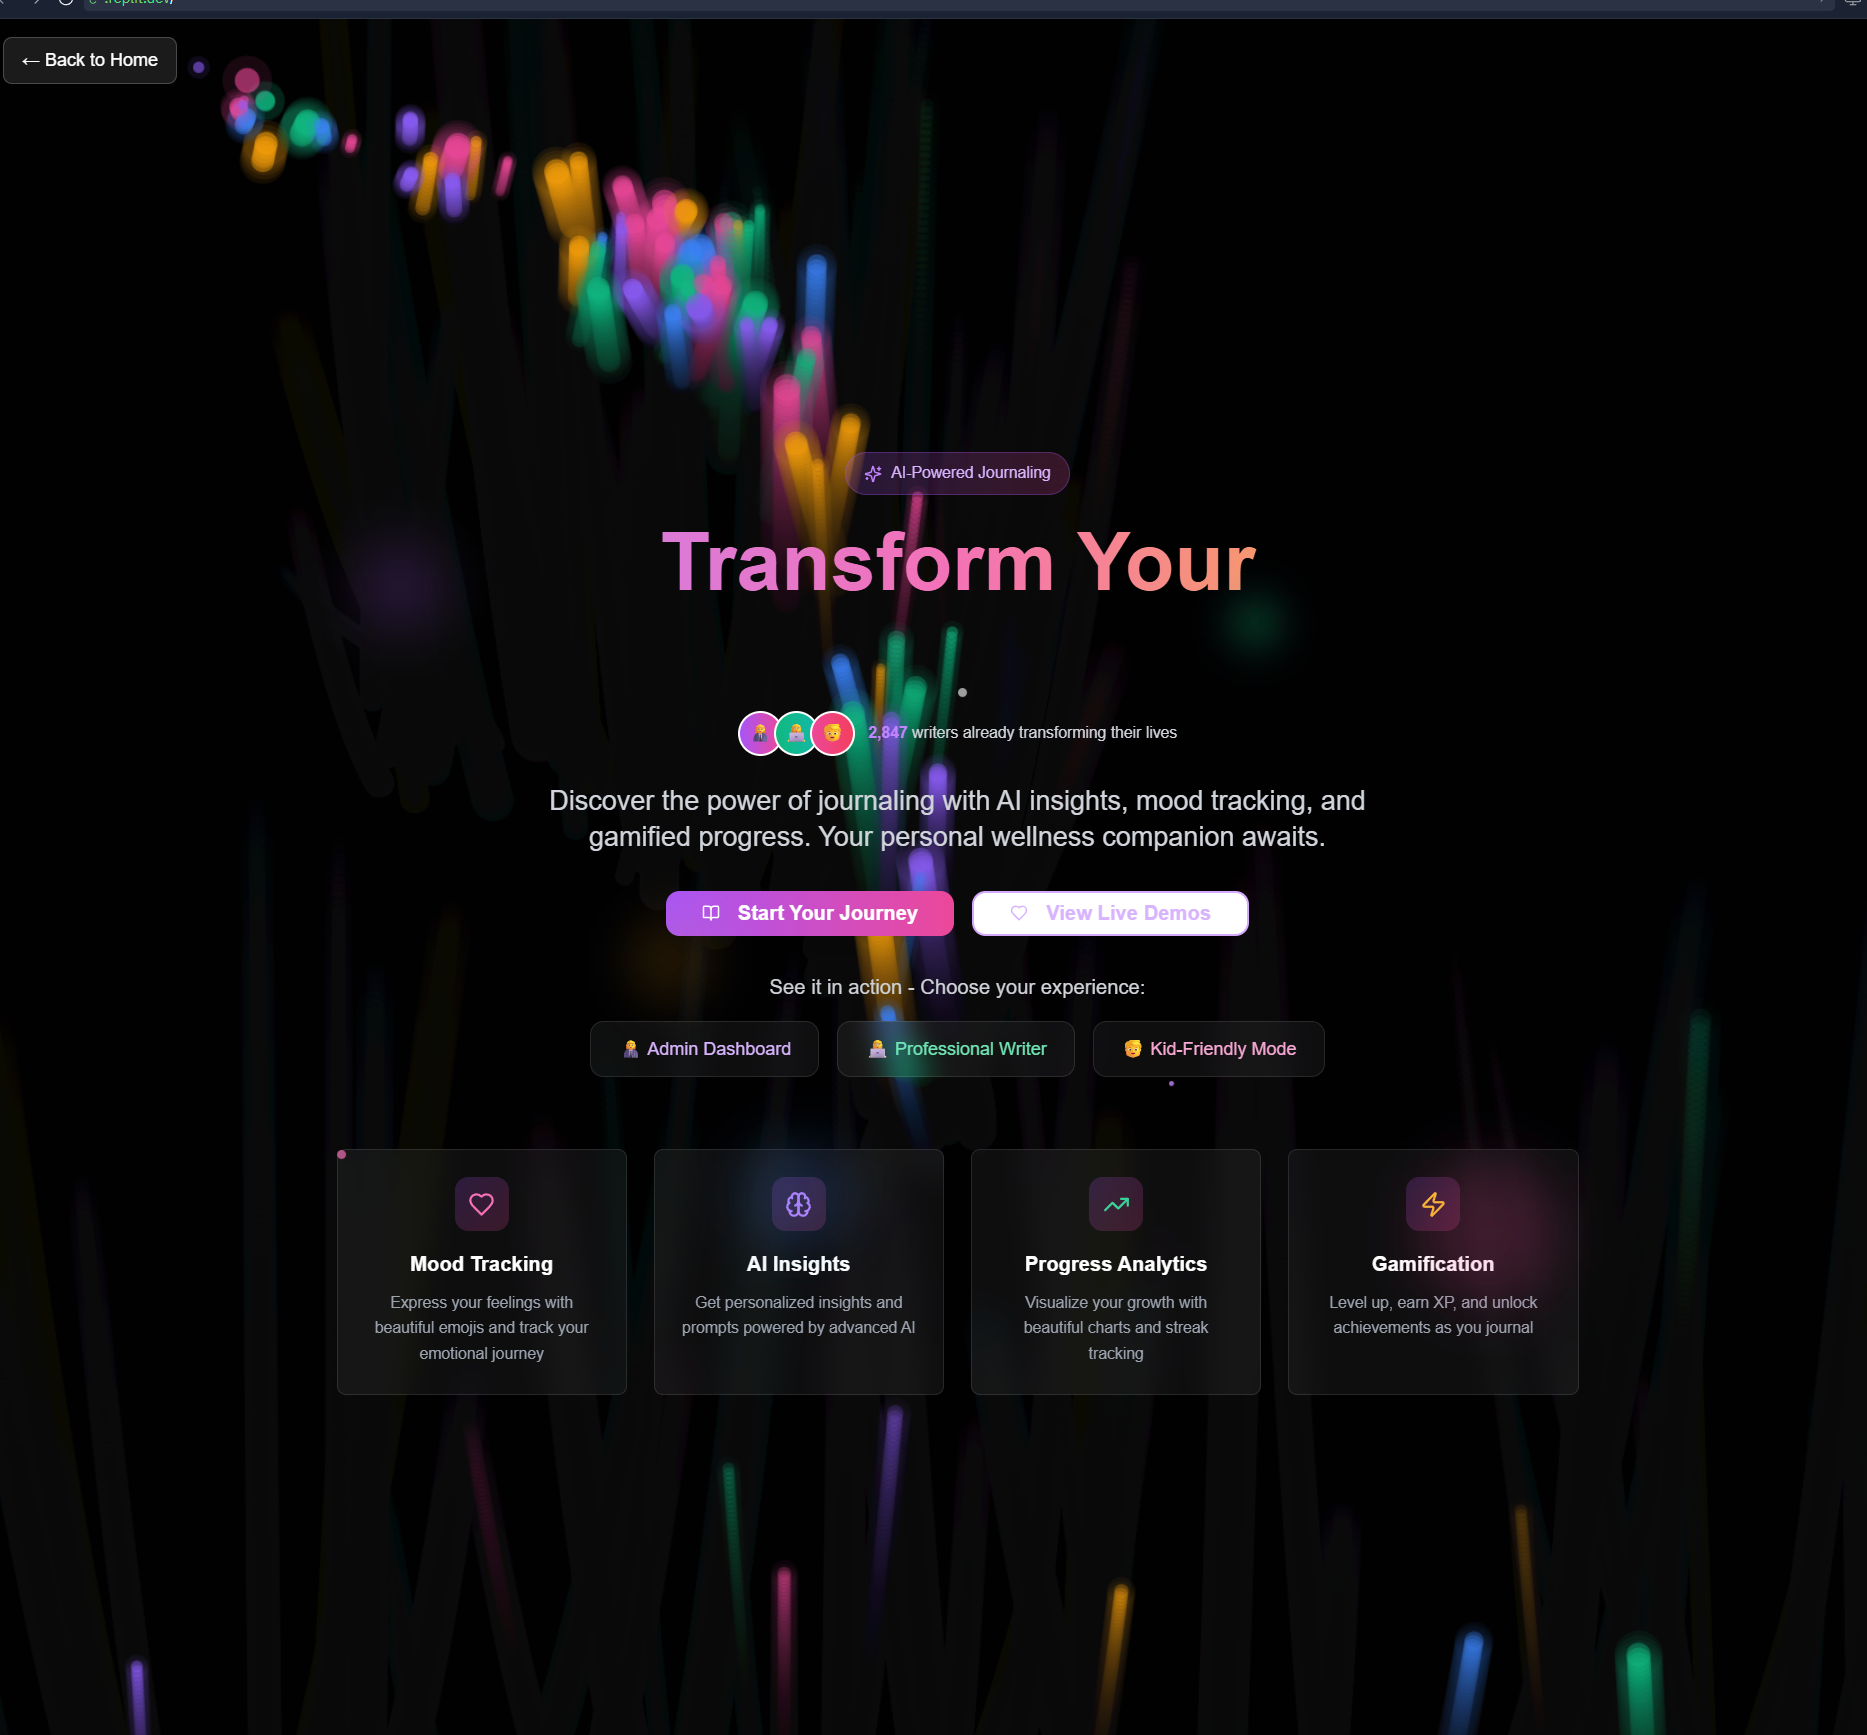 ← Back to Home
AI-Powered Journaling
Transform Your
2,847 writers already transforming their lives
Discover the power of journaling with AI insights, mood tracking, and
gamified progress. Your personal wellness companion awaits.
Start Your Journey
View Live Demos
See it in action - Choose your experience:
Admin Dashboard
Professional Writer
Kid-Friendly Mode
Mood Tracking
Express your feelings with
beautiful emojis and track your
emotional journey
AI Insights
Get personalized insights and
prompts powered by advanced AI
Progress Analytics
Visualize your growth with
beautiful charts and streak
tracking
Gamification
Level up, earn XP, and unlock
achievements as you journal